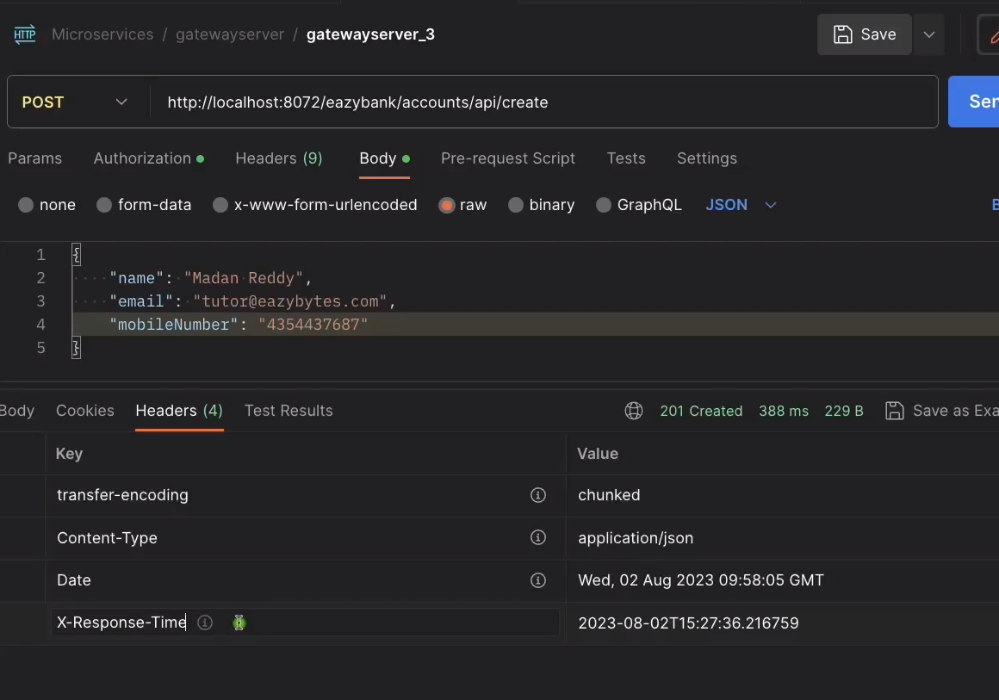 HTTP Microservices / gatewayserver / gatewayserver_3 Save
POST http://localhost:8072/eazybank/accounts/api/create Sen
Params Authorization Headers (9) Body Pre-request Script Tests Settings
none form-data x-www-form-urlencoded raw binary GraphQL JSON B
1 {
2 "name": "Madan Reddy",
3 "email": "tutor@eazybytes.com",
4 "mobileNumber": "4354437687"
5 }
Body Cookies Headers (4) Test Results 201 Created 388 ms 229 B Save as Exa
Key Value
transfer-encoding chunked
Content-Type application/json
Date Wed, 02 Aug 2023 09:58:05 GMT
X-Response-Time 2023-08-02T15:27:36.216759